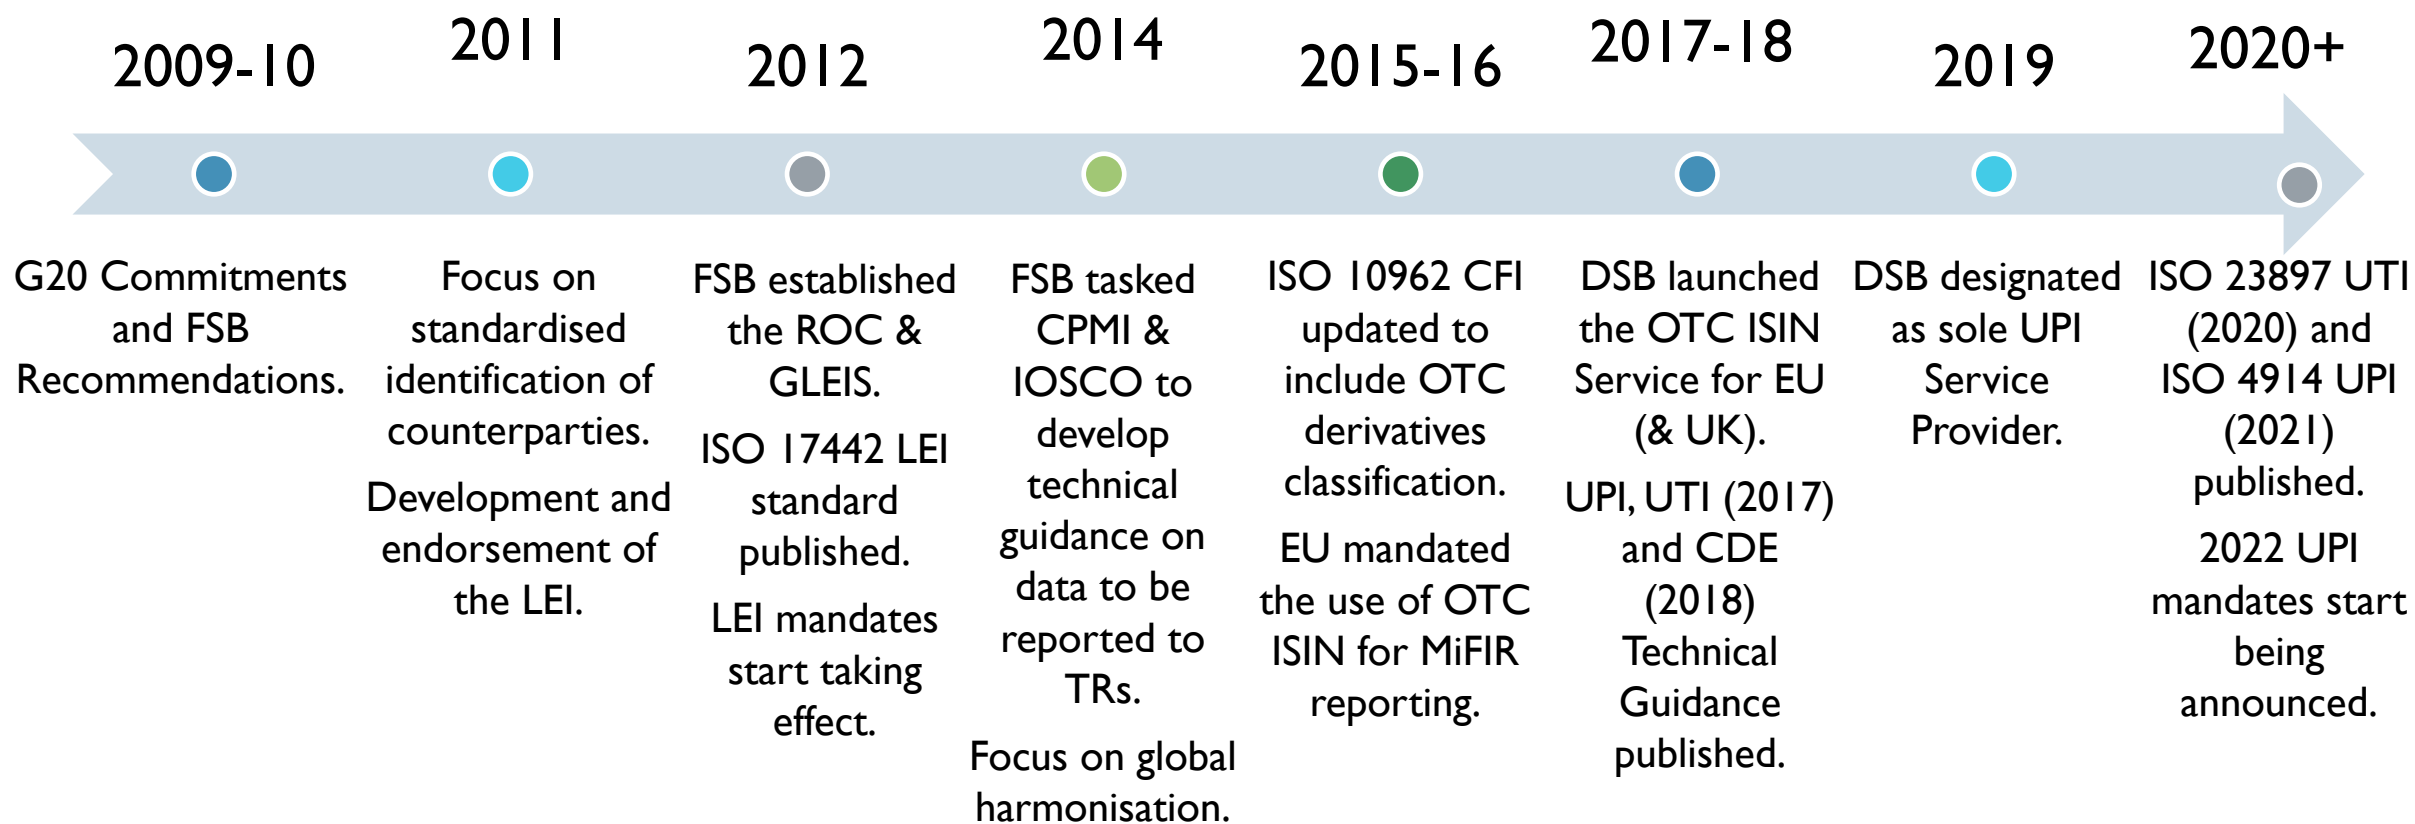 2009-10
G20 Commitments
and FSB
Recommendations.
2011
Focus on
standardised
identification of
counterparties.
Development and
endorsement of
the LEI.
2012
FSB established
the ROC &
GLEIS.
ISO 17442 LEI
standard
published.
LEI mandates
start taking
effect.
2014
FSB tasked
CPMI &
IOSCO to
develop
technical
guidance on
data to be
reported to
TRs.
Focus on global
harmonisation.
2015-16
ISO 10962 CFI
updated to
include OTC
derivatives
classification.
EU mandated
the use of OTC
ISIN for MiFIR
reporting.
2017-18
DSB launched
the OTC ISIN
Service for EU
(& UK).
UPI, UTI (2017)
and CDE
(2018)
Technical
Guidance
published.
2019
DSB designated
as sole UPI
Service
Provider.
2020+
ISO 23897 UTI
(2020) and
ISO 4914 UPI
(2021)
published.
2022 UPI
mandates start
being
announced.